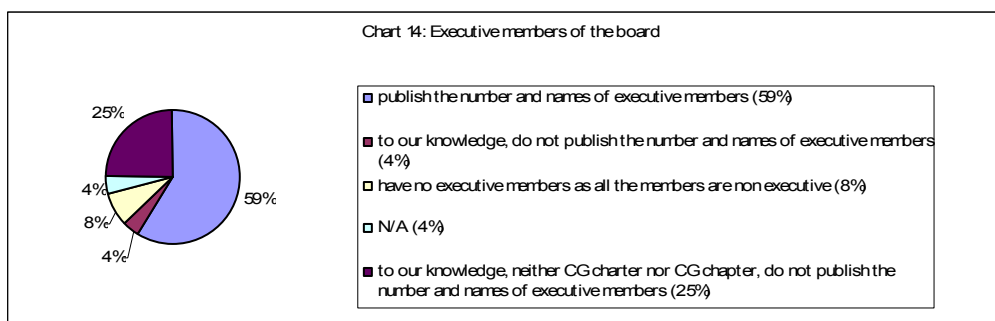 Chart 14: Executive members of the board
25%
4%
8%
4%
59%
publish the number and names of executive members (59%)
to our knowledge, do not publish the number and names of executive members
(4%)
have no executive members as all the members are non executive (8%)
N/A (4%)
to our knowledge, neither CG charter nor CG chapter, do not publish the
number and names of executive members (25%)